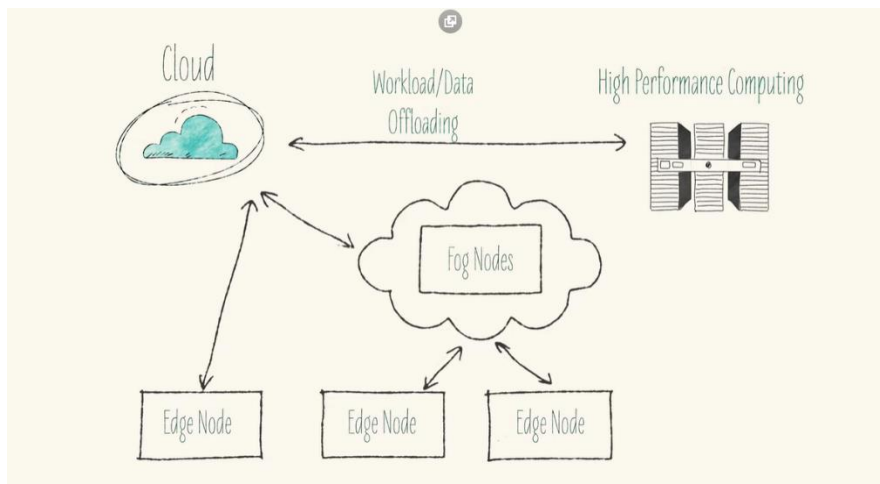 Cloud
Workload/Data
Offloading
High Performance Computing
Fog Nodes
Edge Node
Edge Node
Edge Node